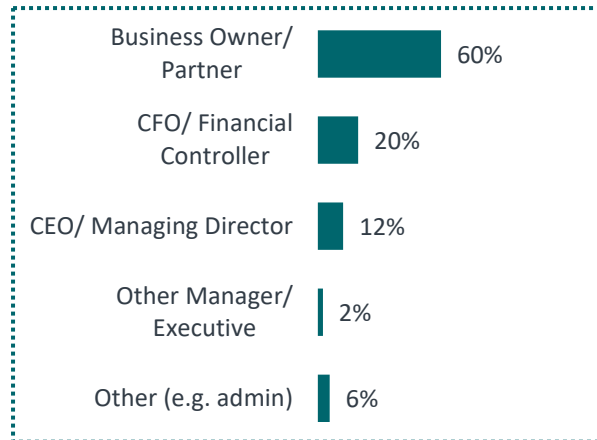 Business Owner/
Partner
60%
CFO/ Financial
Controller
20%
CEO/ Managing Director
12%
Other Manager/
Executive
2%
Other (e.g. admin)
6%